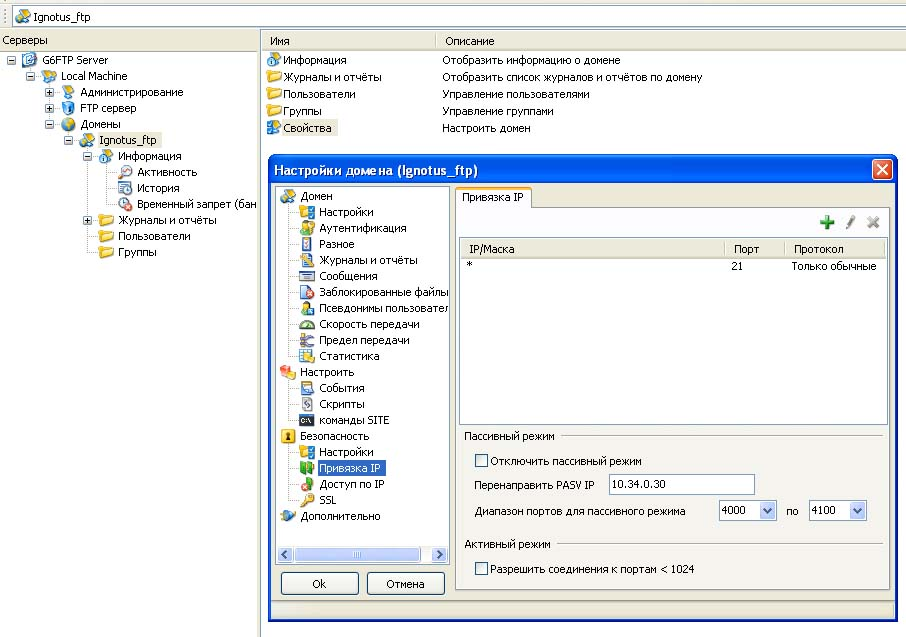 Ignotus_ftp
Серверы
G6FTP Server
Local Machine
Администрирование
FTP сервер
Домены
Ignotus_ftp
Информация
Активность
История
Временный запрет (бан
Журналы и отчёты
Пользователи
Группы
Имя Описание
Информация Отобразить информацию о домене
Журналы и отчёты Отобразить список журналов и отчётов по домену
Пользователи Управление пользователями
Группы Управление группами
Свойства Настроить домен
Настройки домена (Ignotus_ftp)
Домен
Настройки
Аутентификация
Разное
Журналы и отчёты
Сообщения
Заблокированные файлы
Псевдонимы пользовател
Скорость передачи
Предел передачи
Статистика
Настроить
События
Скрипты
команды SITE
Безопасность
Настройки
Привязка IP
Доступ по IP
SSL
Дополнительно
Ok Отмена
Привязка IP
IP/Маска Порт Протокол
* 21 Только обычные
Пассивный режим
Отключить пассивный режим
Перенаправить PASV IP 10.34.0.30
Диапазон портов для пассивного режима 4000 по 4100
Активный режим
Разрешить соединения к портам < 1024